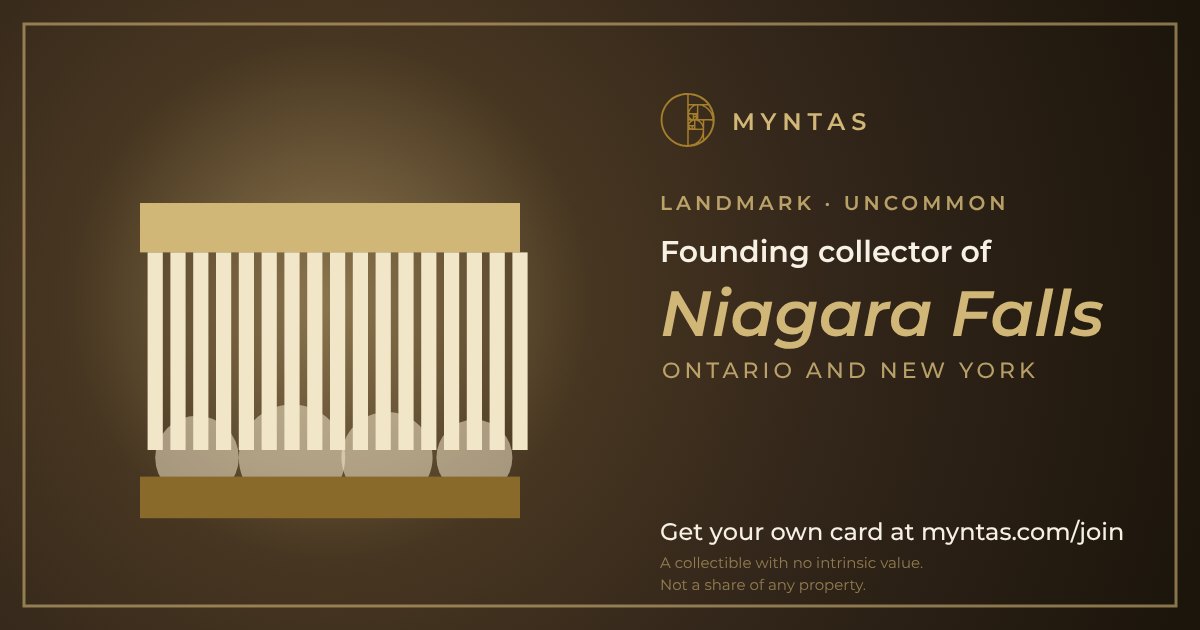 MYNTAS
LANDMARK · UNCOMMON
Founding collector of
Niagara Falls
ONTARIO AND NEW YORK
Get your own card at myntas.com/join
A collectible with no intrinsic value.
Not a share of any property.